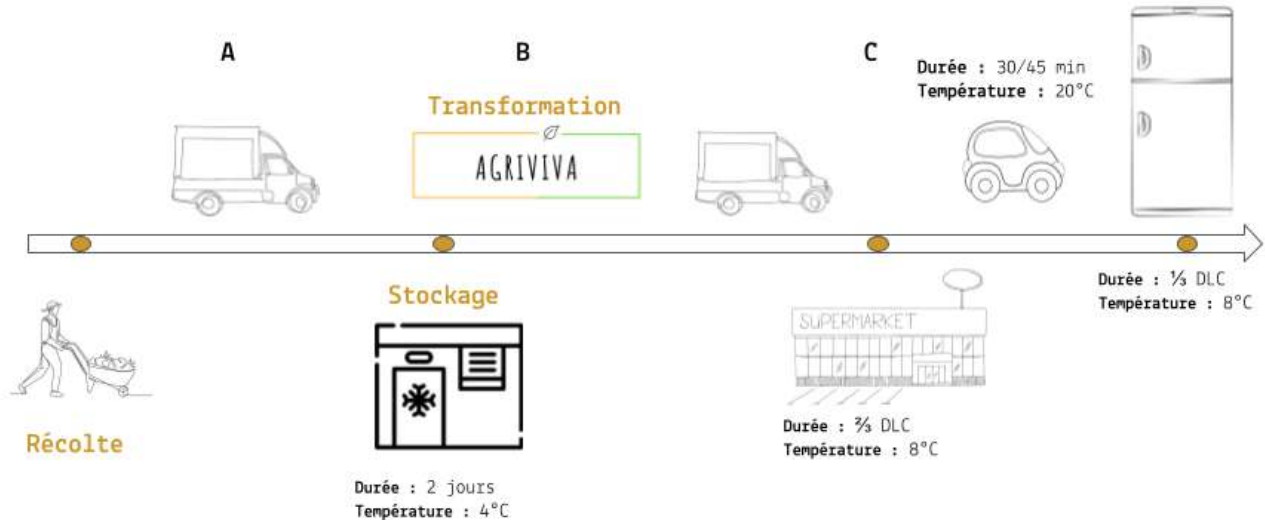 A
B
C
Durée : 30/45 min
Température : 20°C
Transformation
AGRIVIVA
Stockage
SUPERMARKET
Durée : ⅓ DLC
Température : 8°C
Récolte
Durée : ⅔ DLC
Température : 8°C
Durée : 2 jours
Température : 4°C